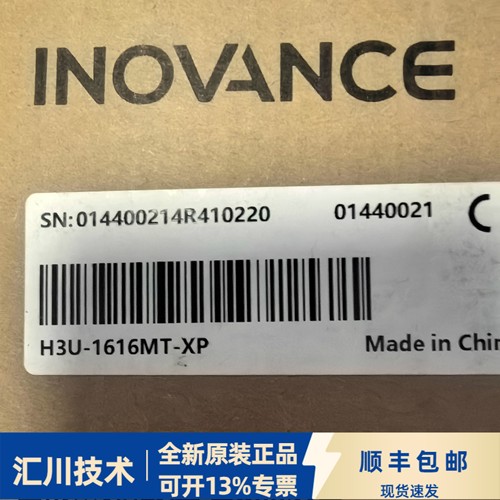 INOVANCE
SN:014400214R410220 01440021
H3U-1616MT-XP Made in Chin
汇川技术
全新原装正品
可开13%专票
顺丰包邮
现货速发